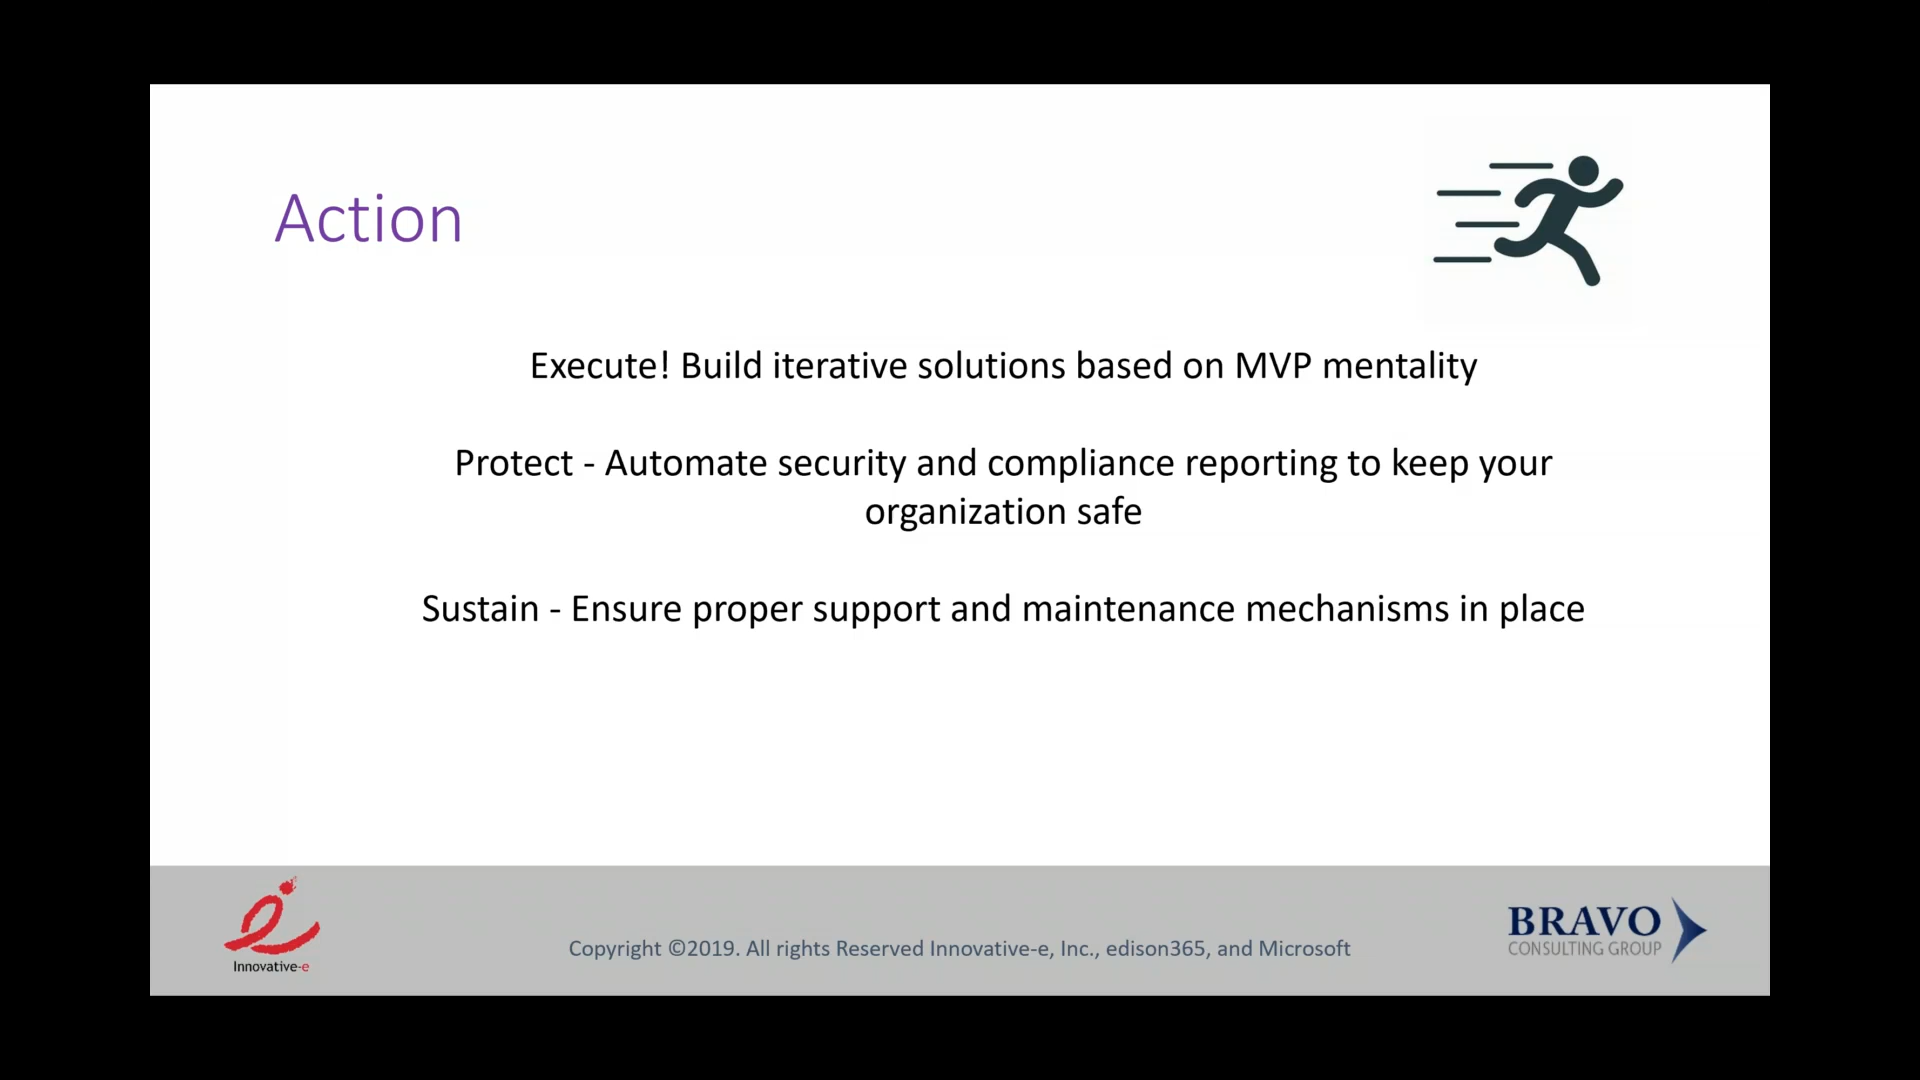 Action
Execute! Build iterative solutions based on MVP mentality
Protect - Automate security and compliance reporting to keep your
organization safe
Sustain - Ensure proper support and maintenance mechanisms in place
Innovative-e
Copyright ©2019. All rights Reserved Innovative-e, Inc., edison365, and Microsoft
BRAVO
CONSULTING GROUP